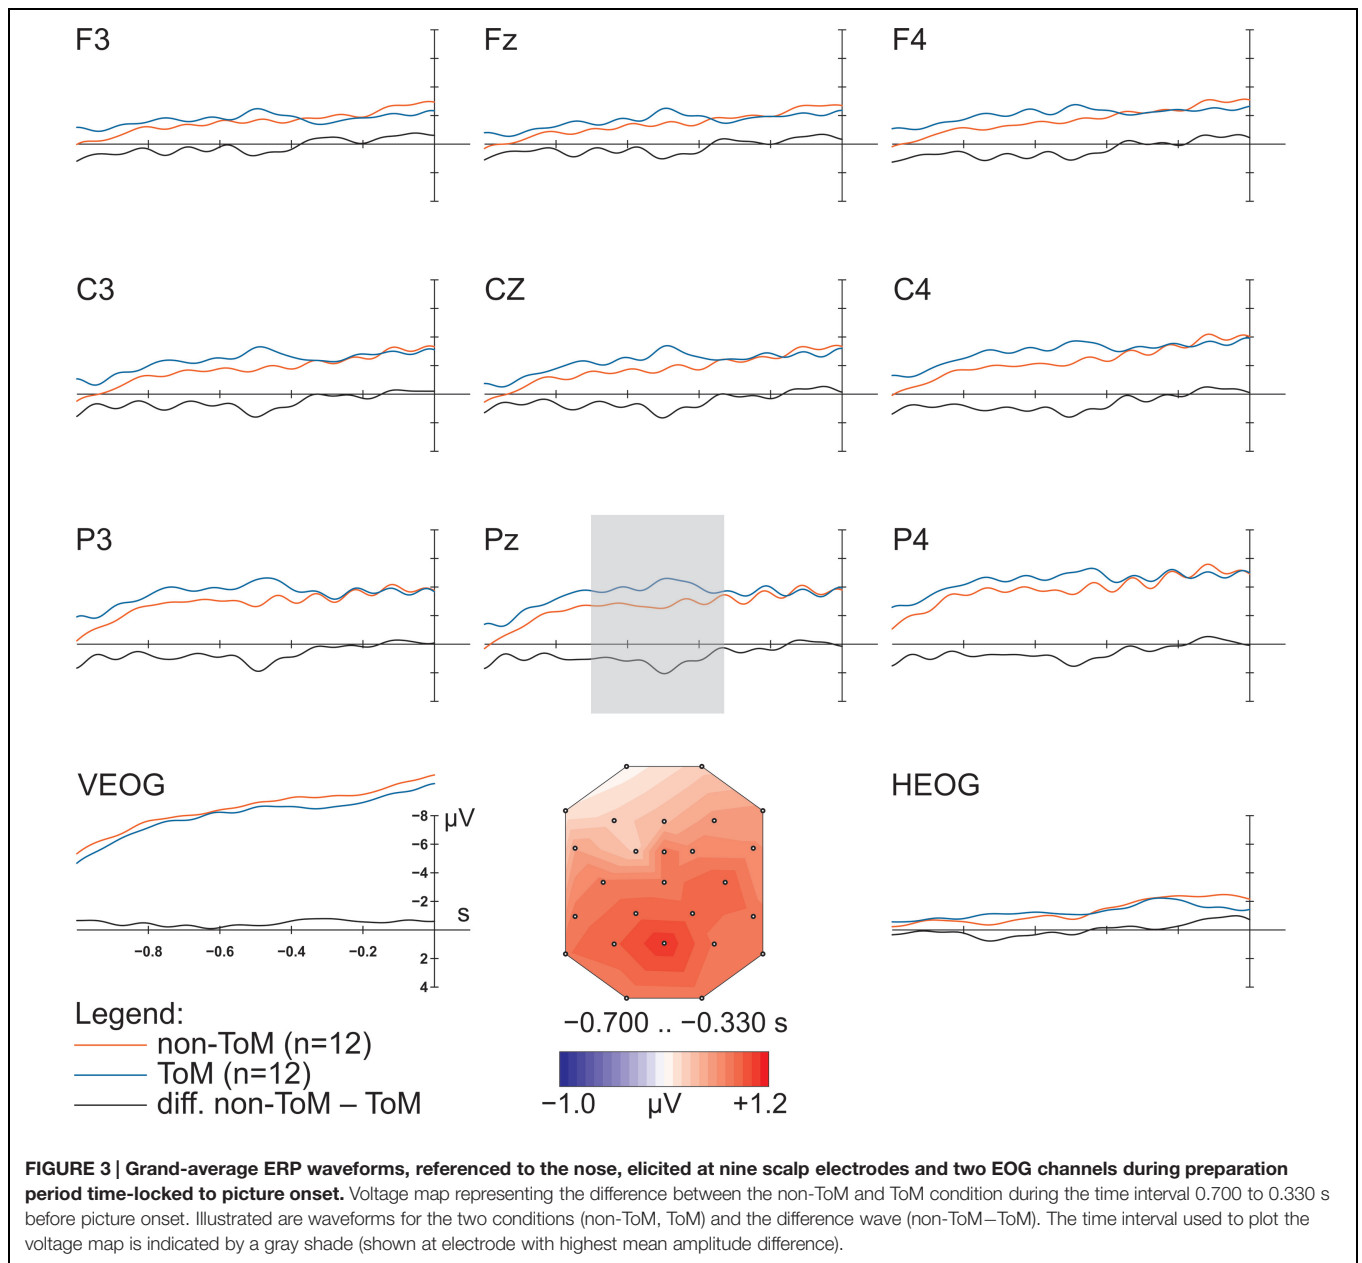 F3
Fz
F4
C3
CZ
C4
P3
Pz
P4
VEOG
HEOG
−8 µV
−6
−4
−2
s
−0.8 −0.6 −0.4 −0.2
2
4
−0.700 .. −0.330 s
−1.0 µV +1.2
Legend:
non-ToM (n=12)
ToM (n=12)
diff. non-ToM – ToM
FIGURE 3 | Grand-average ERP waveforms, referenced to the nose, elicited at nine scalp electrodes and two EOG channels during preparation
period time-locked to picture onset. Voltage map representing the difference between the non-ToM and ToM condition during the time interval 0.700 to 0.330 s
before picture onset. Illustrated are waveforms for the two conditions (non-ToM, ToM) and the difference wave (non-ToM−ToM). The time interval used to plot the
voltage map is indicated by a gray shade (shown at electrode with highest mean amplitude difference).